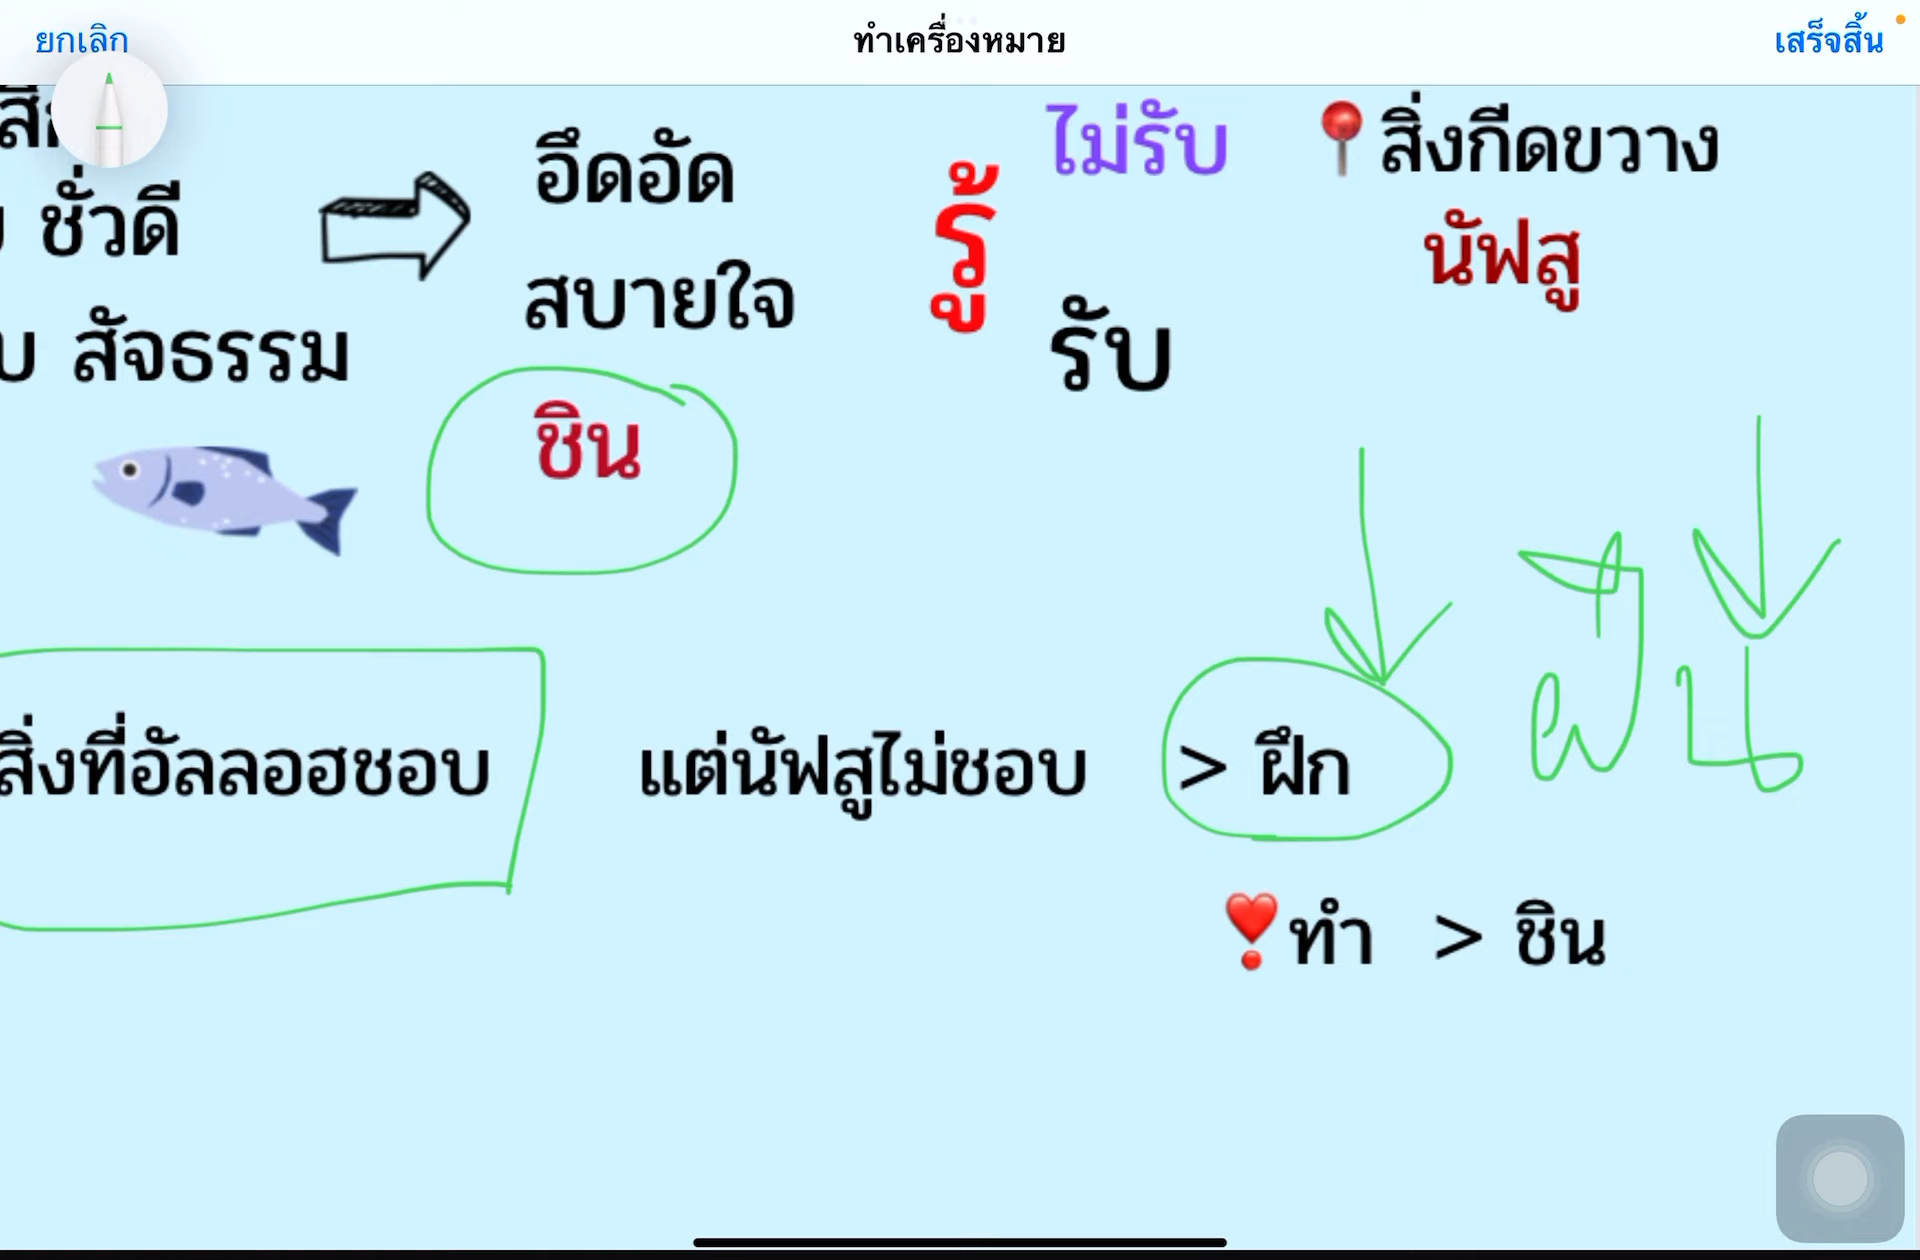 ยกเลิก ทำเครื่องหมาย เสร็จสิ้น
อึดอัด ไม่รับ สิ่งกีดขวาง
ชั่วดี รู้ นัฟสู
สบายใจ รับ
บ สัจธรรม
ชิน
ฝืน
สิ่งที่อัลลอฮชอบ แต่นัฟสูไม่ชอบ > ฝึก
ทำ > ชิน